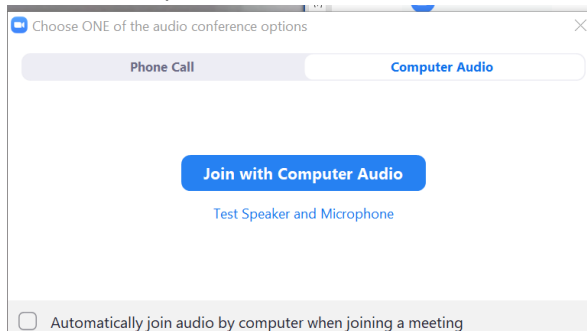 Choose ONE of the audio conference options
Phone Call
Computer Audio
Join with Computer Audio
Test Speaker and Microphone
Automatically join audio by computer when joining a meeting